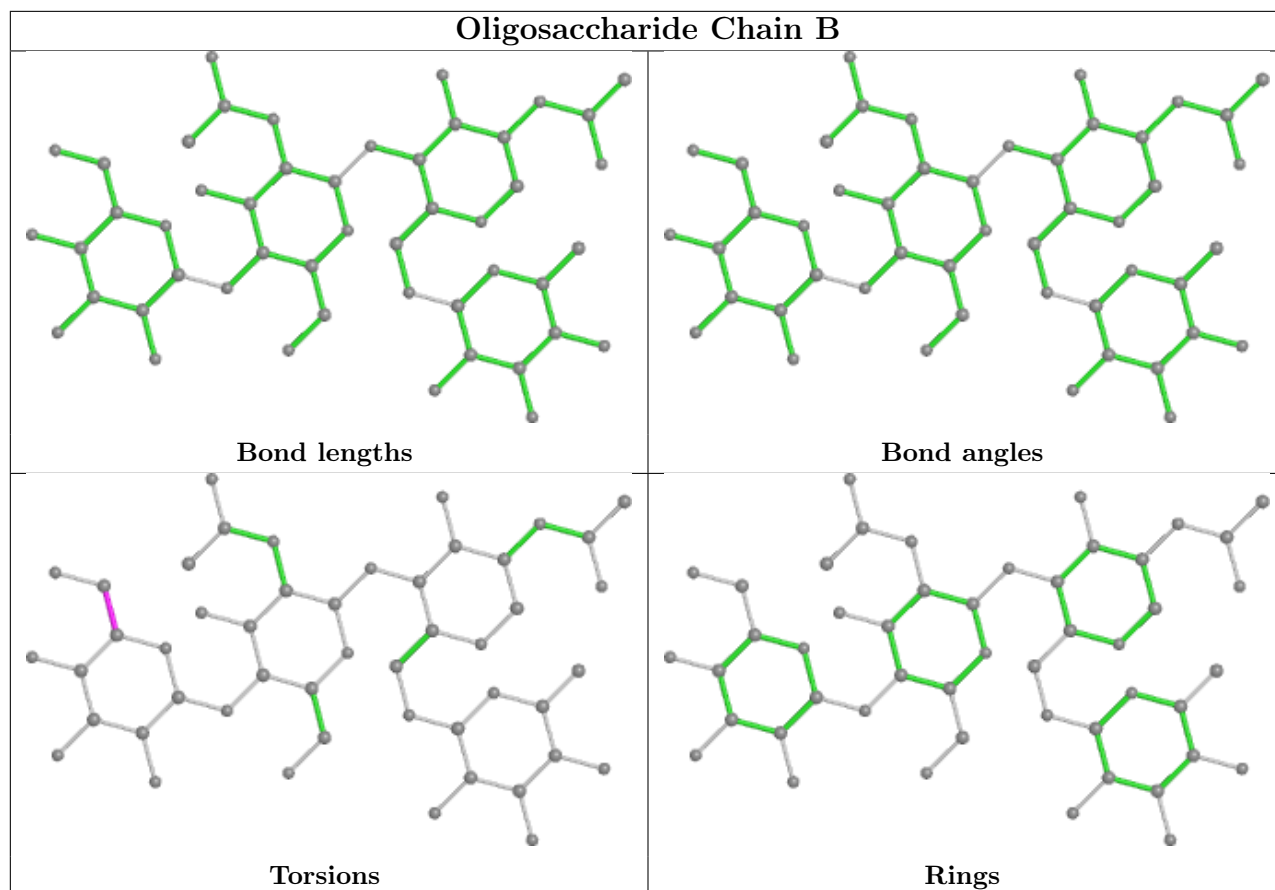 Oligosaccharide Chain B
Bond lengths
Bond angles
Torsions
Rings